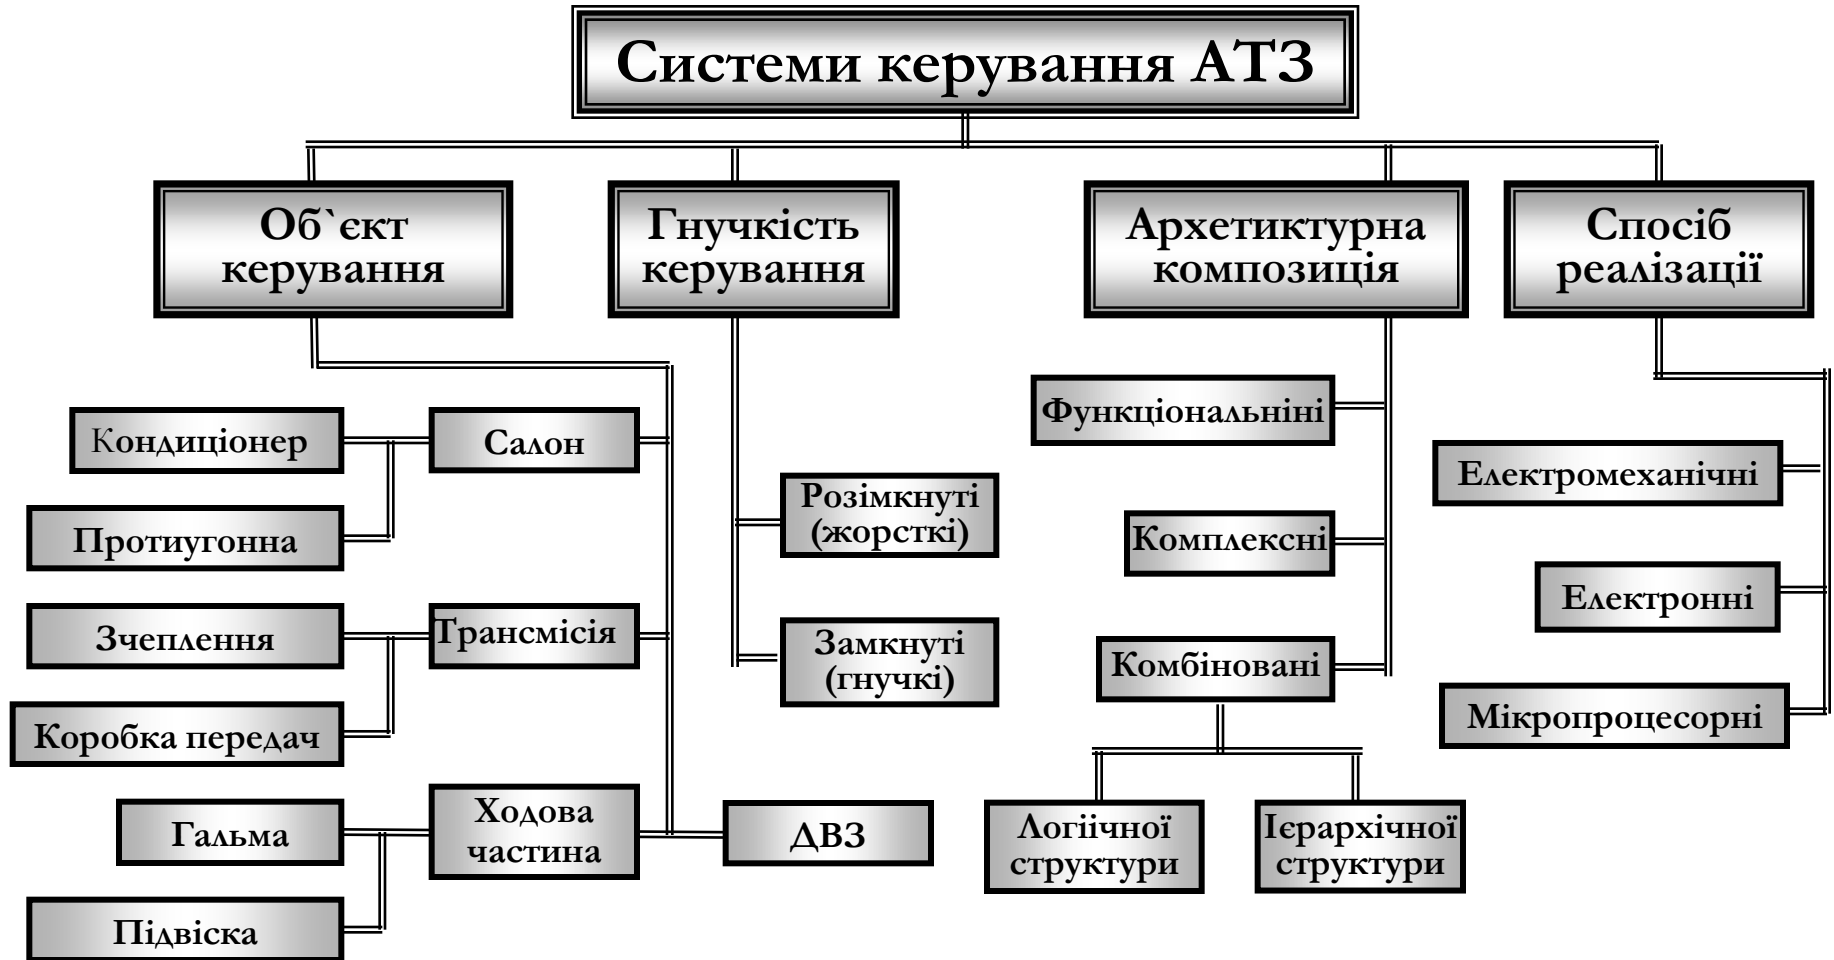 Системи керування АТЗ
Об`єкт
керування
Гнучкість
керування
Архетиктурна
композиція
Спосіб
реалізації
Кондиціонер
Салон
Протиугонна
Зчеплення
Трансмісія
Коробка передач
Гальма
Ходова
частина
ДВЗ
Підвіска
Розімкнуті
(жорсткі)
Замкнуті
(гнучкі)
Функціональніні
Комплексні
Комбіновані
Логіічної
структури
Ієрархічної
структури
Електромеханічні
Електронні
Мікропроцесорні